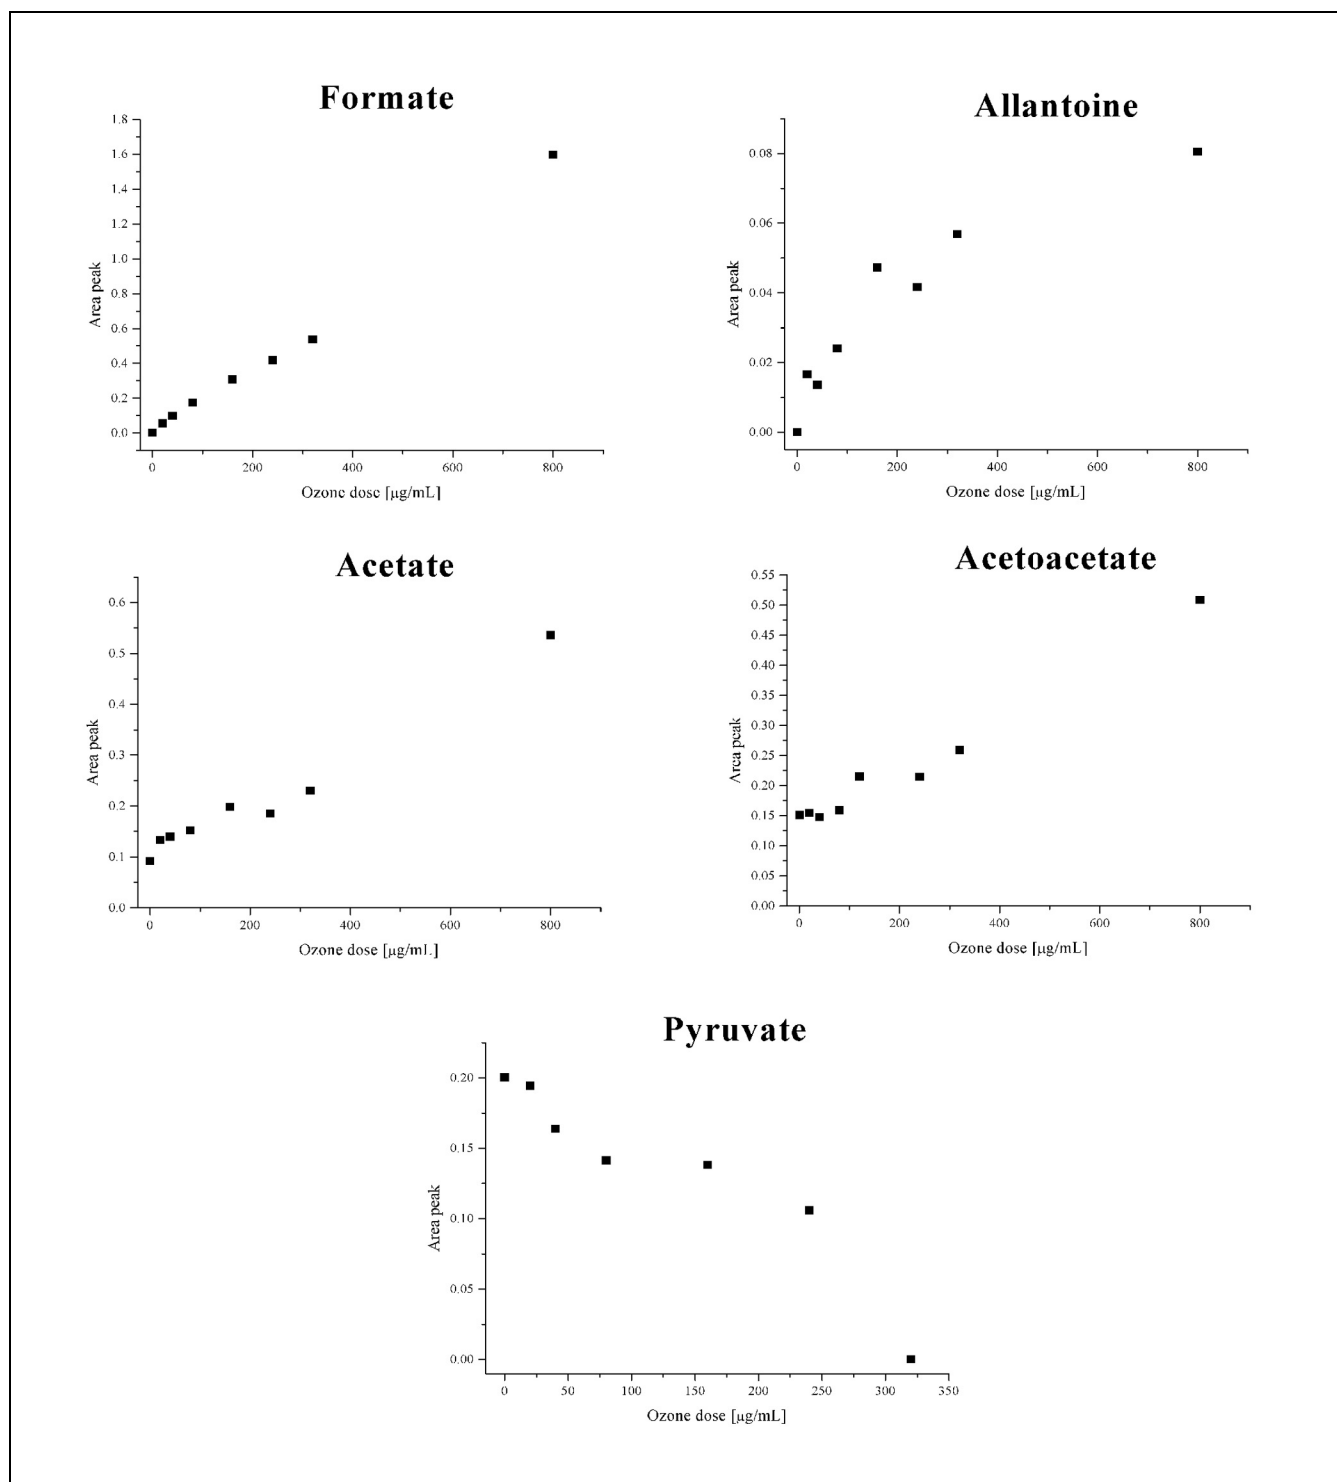 Formate
1.8
1.6
1.4
1.2
1.0
0.8
0.6
0.4
0.2
0.0
Area peak
0 200 400 600 800
Ozone dose [µg/mL]
Allantoine
0.08
0.06
0.04
0.02
0.00
Area peak
0 200 400 600 800
Ozone dose [µg/mL]
Acetate
0.6
0.5
0.4
0.3
0.2
0.1
0.0
Area peak
0 200 400 600 800
Ozone dose [µg/mL]
Acetoacetate
0.55
0.50
0.45
0.40
0.35
0.30
0.25
0.20
0.15
0.10
0.05
0.00
Area peak
0 200 400 600 800
Ozone dose [µg/mL]
Pyruvate
0.20
0.15
0.10
0.05
0.00
Area peak
0 50 100 150 200 250 300 350
Ozone dose [µg/mL]